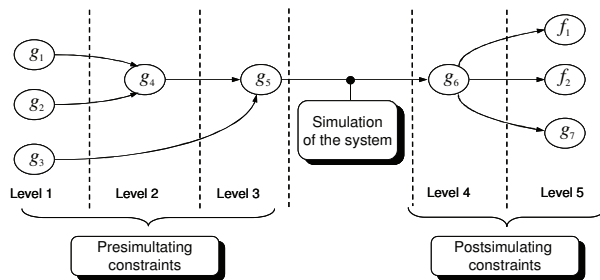 f1
g1
g4
g5
g6
f2
g2
Simulation
of the system
g7
g3
Level 1
Level 2
Level 3
Level 4
Level 5
Presimultating
constraints
Postsimulating
constraints